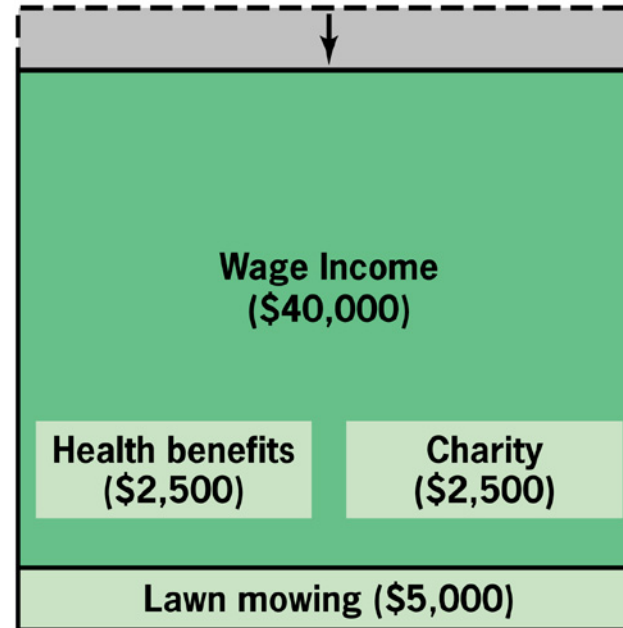 Wage Income
($40,000)
Health benefits
($2,500)
Charity
($2,500)
Lawn mowing ($5,000)